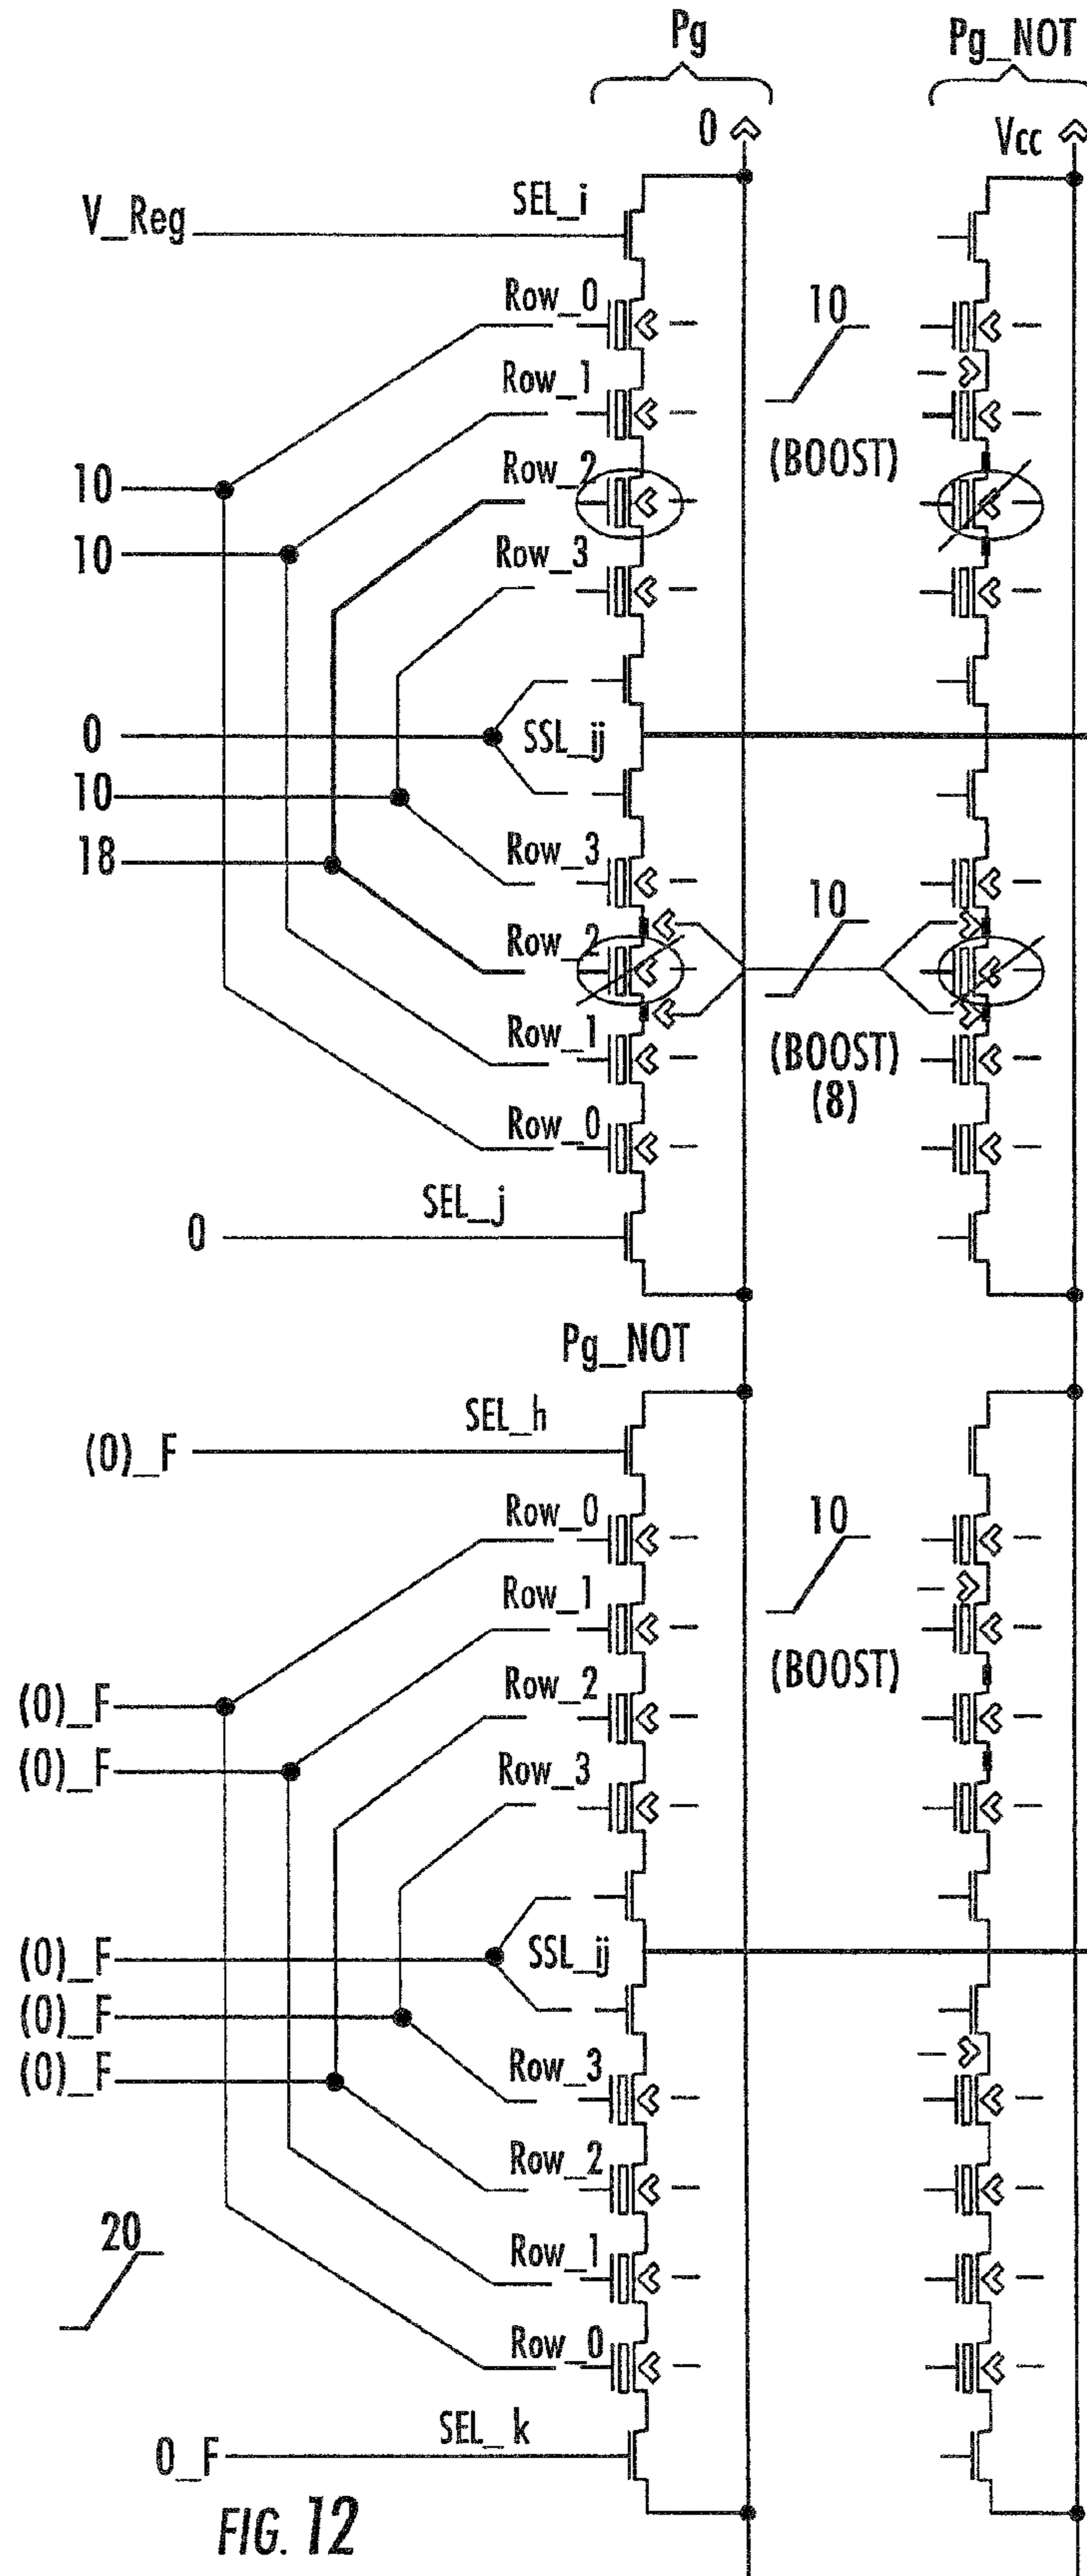 Pg
Pg_NOT
0
Vcc
V_Reg
SEL_i
Row_0
10
Row_1
(BOOST)
10
Row_2
10
Row_3
0
SSL_ij
10
18
Row_3
10
Row_2
Row_1
(BOOST)
(8)
Row_0
SEL_j
0
Pg_NOT
SEL_h
(0)_F
Row_0
10
Row_1
(BOOST)
Row_2
(0)_F
(0)_F
Row_3
(0)_F
SSL_ij
(0)_F
(0)_F
Row_3
Row_2
20
Row_1
Row_0
SEL_k
0_F
FIG. 12